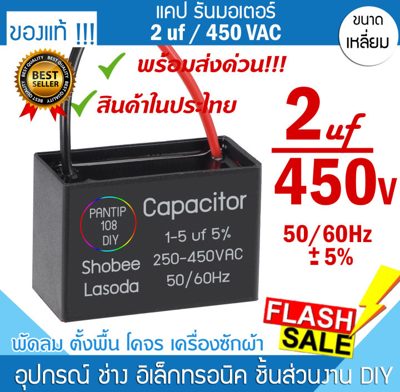 ของแท้ !!!
แคป รันมอเตอร์
2 uf / 450 VAC
ขนาด
เหลี่ยม
BEST SELLER
✓ พร้อมส่งด่วน!!!
✓ สินค้าในประเทศ
2uf
450v
50/60Hz
± 5%
PANTIP
108
DIY
Capacitor
1-5 uf 5%
250-450VAC
50/60Hz
Shobee
Lasoda
FLASH
SALE
พัดลม ตั้งพื้น โคจร เครื่องซักผ้า
อุปกรณ์ ช่าง อิเล็กทรอนิค ชิ้นส่วนงาน DIY